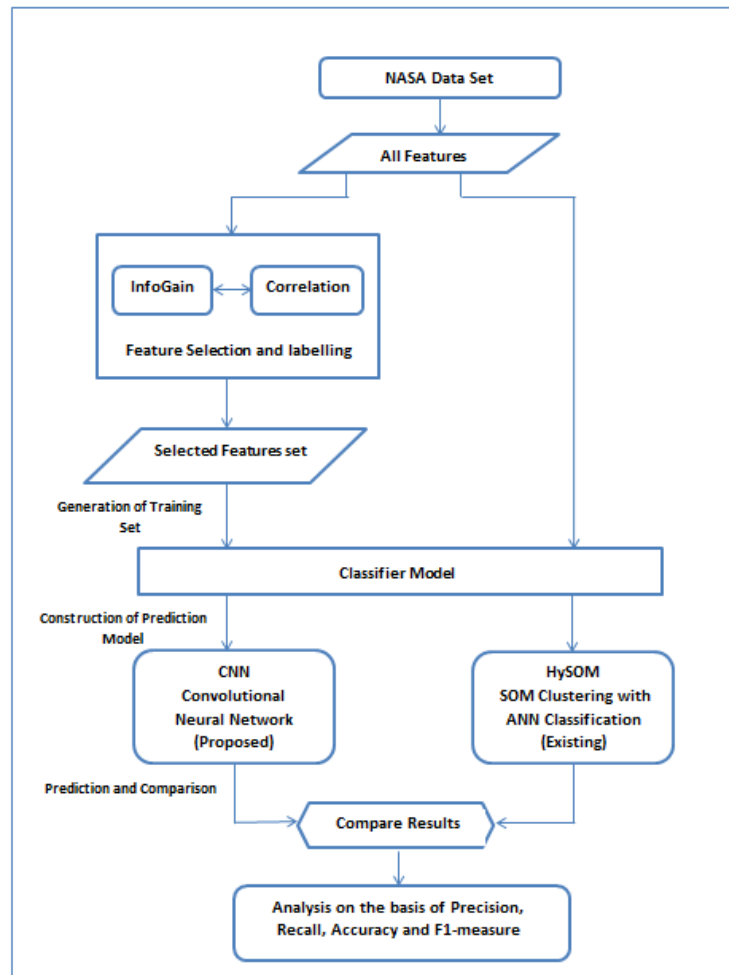 NASA Data Set
All Features
InfoGain
Correlation
Feature Selection and labelling
Selected Features set
Generation of Training
Set
Classifier Model
Construction of Prediction
Model
CNN
Convolutional
Neural Network
(Proposed)
HySOM
SOM Clustering with
ANN Classification
(Existing)
Prediction and Comparison
Compare Results
Analysis on the basis of Precision,
Recall, Accuracy and F1-measure